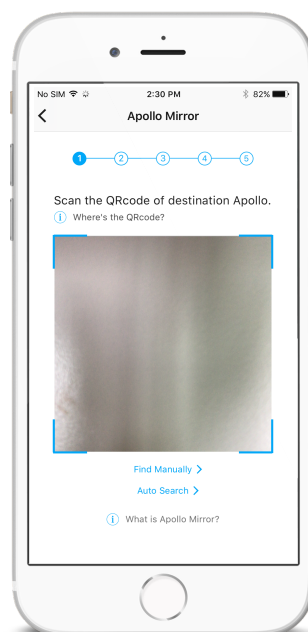 No SIM 2:30 PM 82%
Apollo Mirror
1 2 3 4 5
Scan the QRcode of destination Apollo.
i Where's the QRcode?
Find Manually >
Auto Search >
i What is Apollo Mirror?